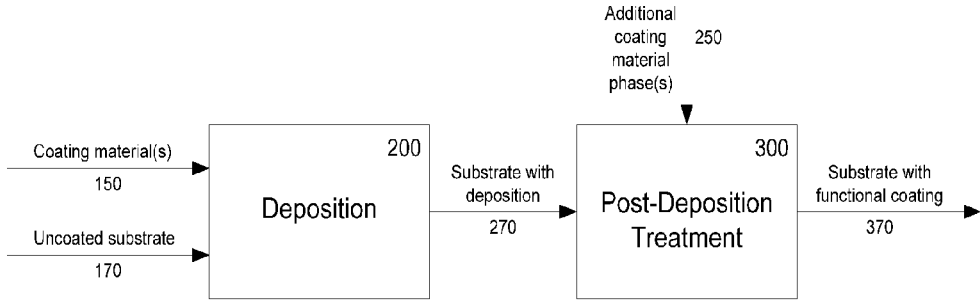 Additional
coating
material
phase(s)
250
Coating material(s)
150
Uncoated substrate
170
200
Deposition
Substrate with
deposition
270
300
Post-Deposition
Treatment
Substrate with
functional coating
370